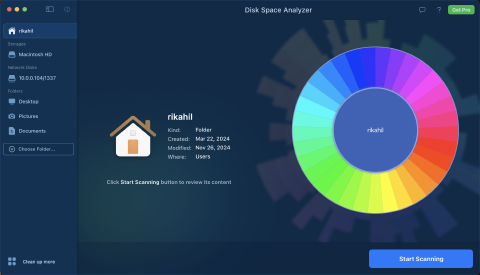 Disk Space Analyzer
?
Get Pro
rikahil
Storages
Macintosh HD
Network Disks
10.0.0.104/1337
Folders
Desktop
Pictures
Documents
Choose Folder...
Clean up more
rikahil
Kind: Folder
Created: Mar 22, 2024
Modified: Nov 26, 2024
Where: Users
Click Start Scanning button to review its content
rikahil
Start Scanning